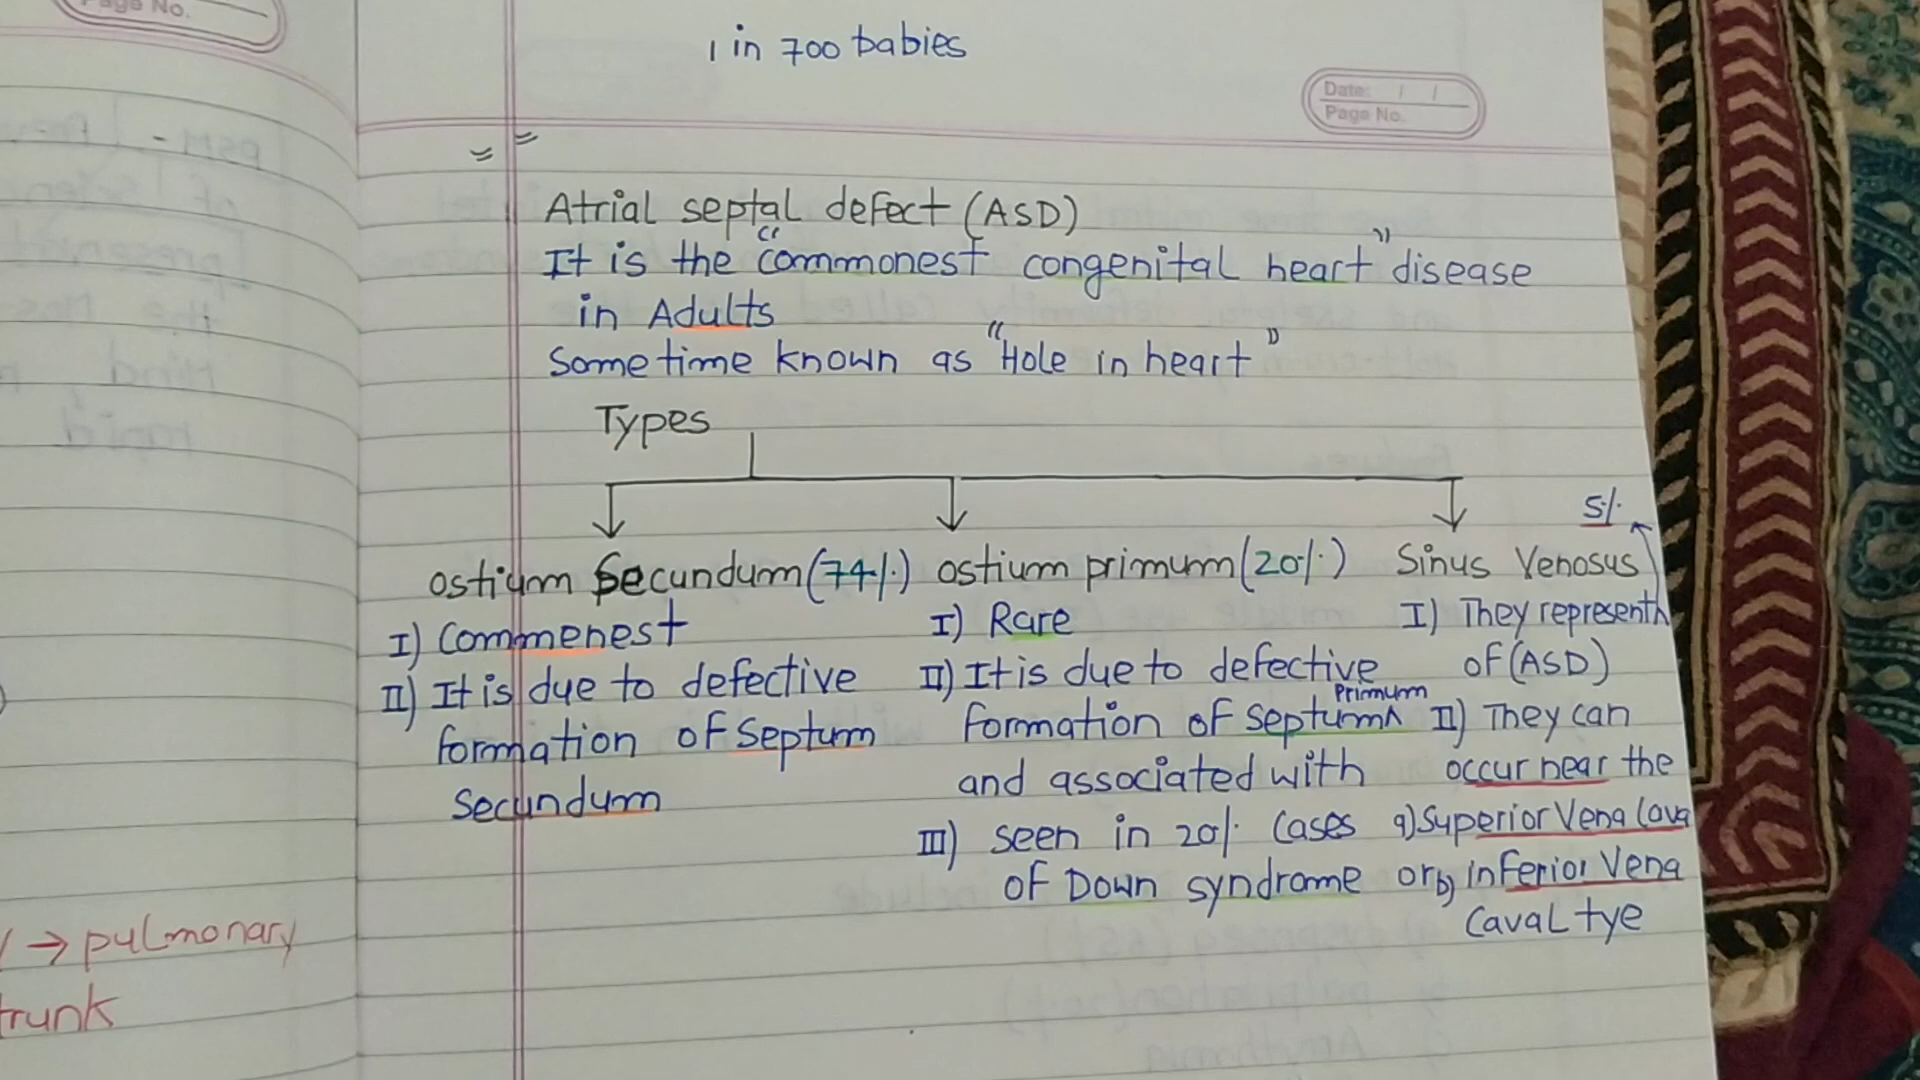 Page No.
1 in 700 babies
Date: / /
Page No.
Atrial septal defect (ASD)
It is the "commonest congenital heart" disease
in Adults
Sometime known as "Hole in heart"
Types
5%
ostium Secundum (74%) ostium primum (20%) Sinus Venosus
I) Commenest
II) It is due to defective
formation of Septum
Secundum
I) Rare
II) It is due to defective
formation of septum primum
and associated with
III) seen in 20% cases
of Down syndrome
I) They represent
of (ASD)
II) They can
occur near the
a) Superior Vena Cava
or b) inferior Vena
Caval tye
→ pulmonary
trunk